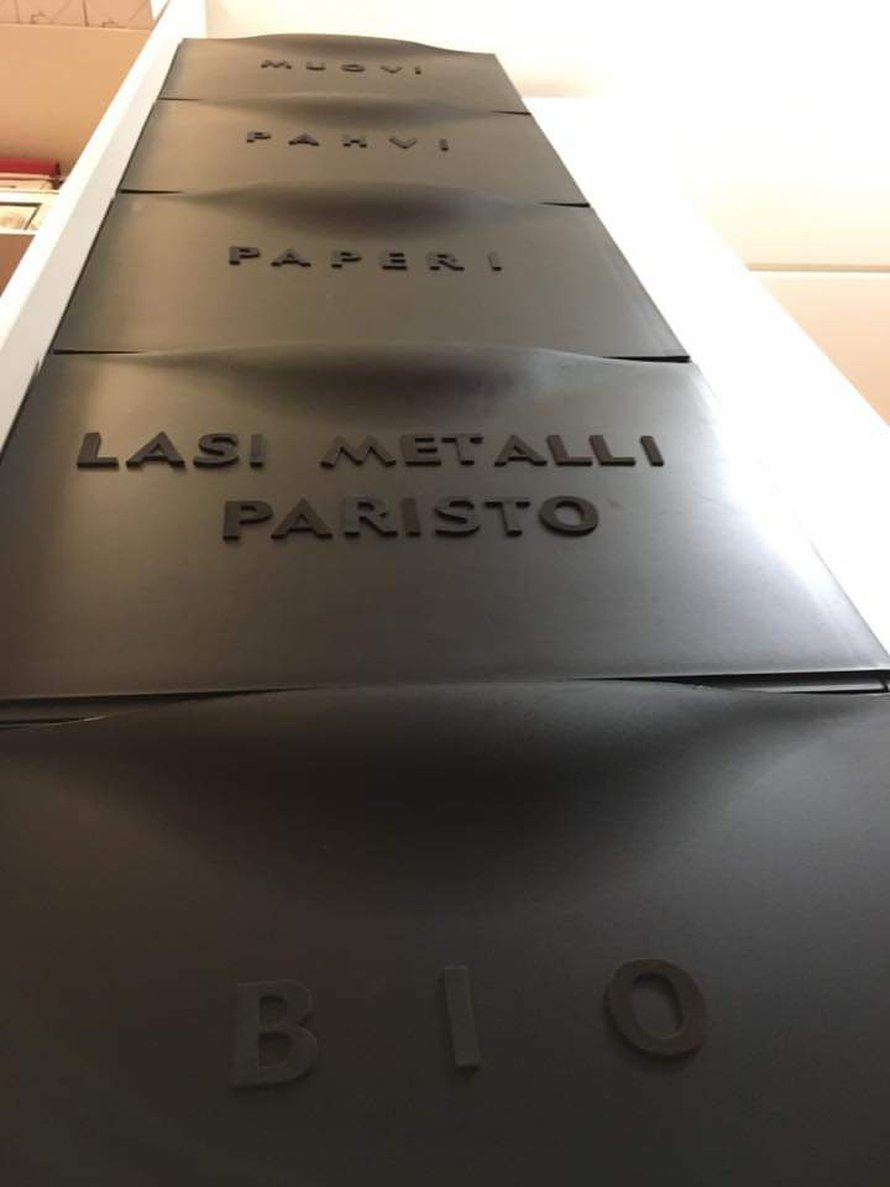 MUOVI
PAHVI
PAPERI
LASI METALLI
PARISTO
BIO